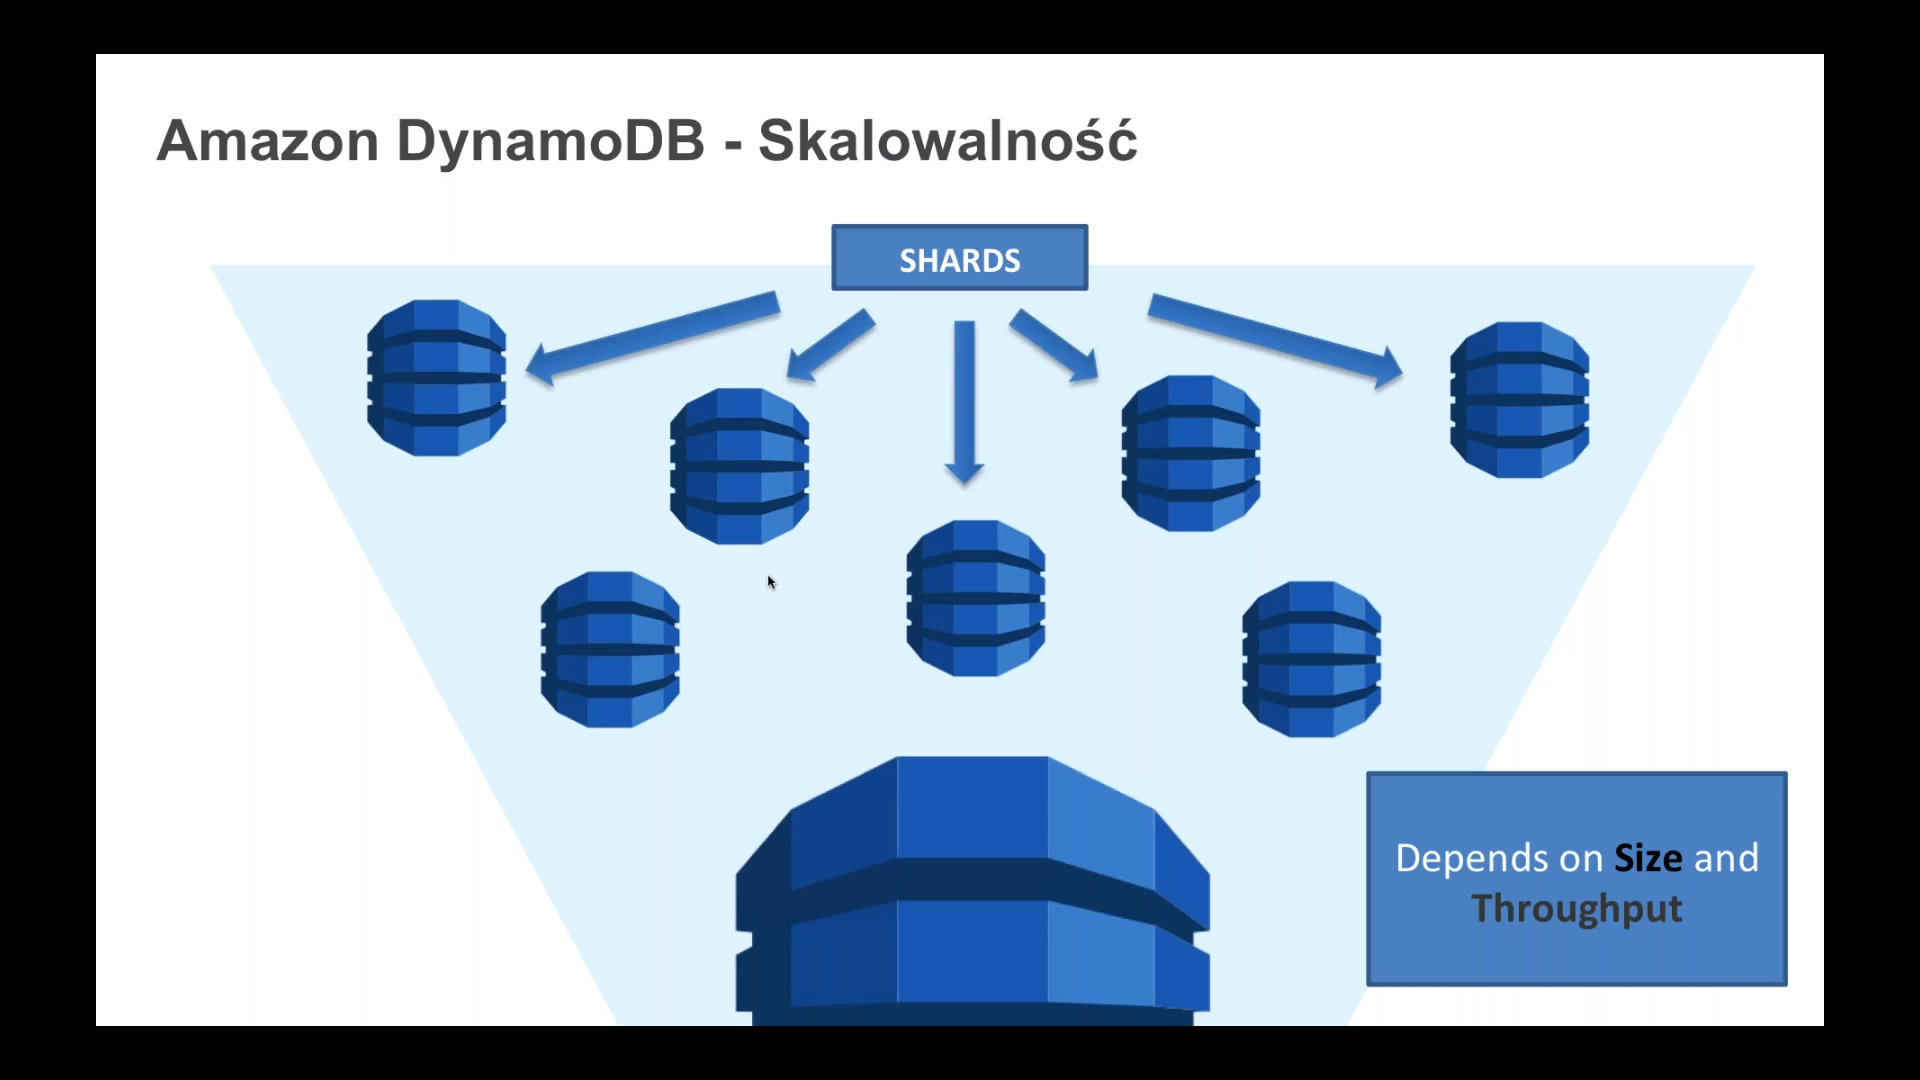 Amazon DynamoDB - Skalowalność
SHARDS
Depends on Size and
Throughput